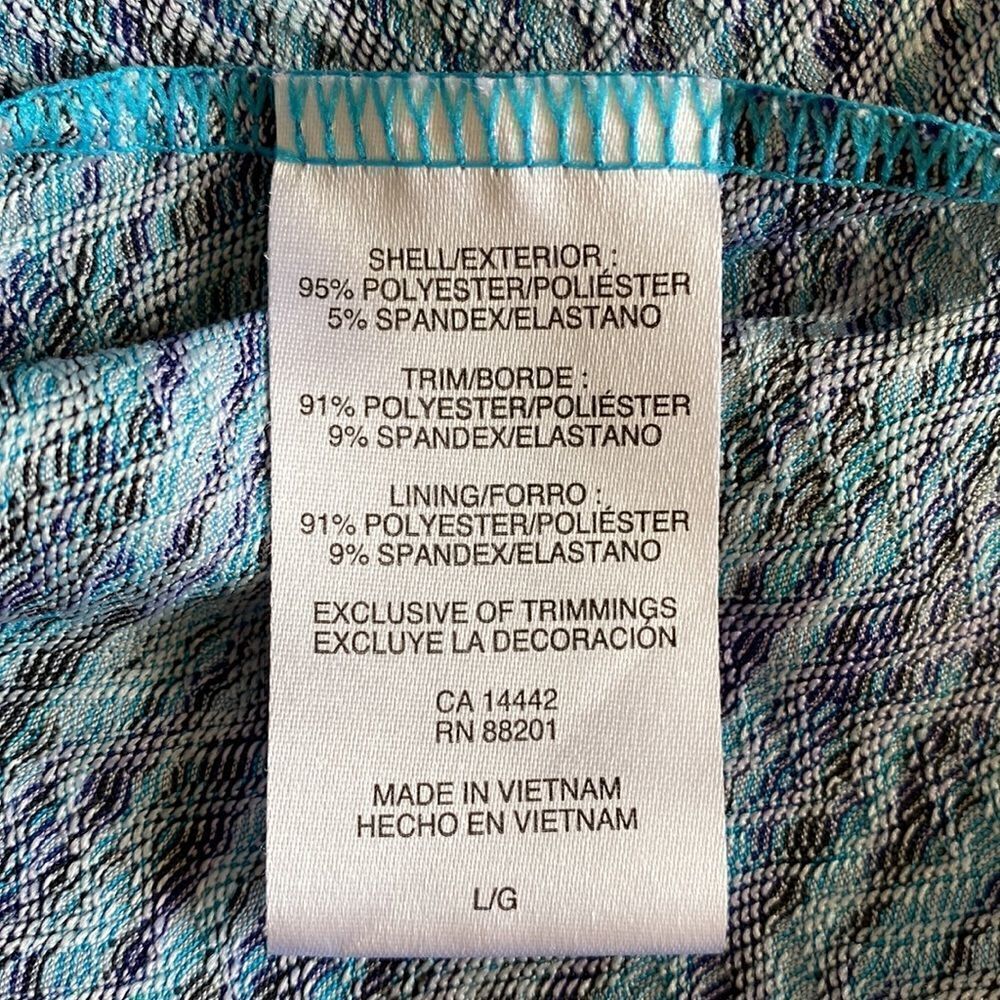 SHELL/EXTERIOR :
95% POLYESTER/POLIÉSTER
5% SPANDEX/ELASTANO
TRIM/BORDE :
91% POLYESTER/POLIÉSTER
9% SPANDEX/ELASTANO
LINING/FORRO :
91% POLYESTER/POLIÉSTER
9% SPANDEX/ELASTANO
EXCLUSIVE OF TRIMMINGS
EXCLUYE LA DECORACIÓN
CA 14442
RN 88201
MADE IN VIETNAM
HECHO EN VIETNAM
L/G